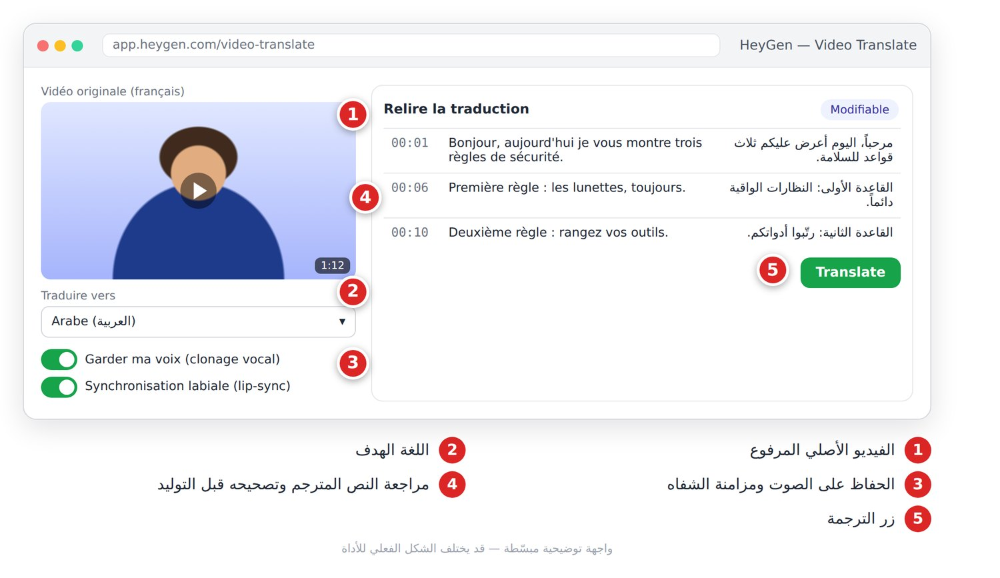 app.heygen.com/video-translate
HeyGen — Video Translate
Vidéo originale (français)
1
1:12
Traduire vers
2
Arabe (العربية)
Garder ma voix (clonage vocal)
3
Synchronisation labiale (lip-sync)
Relire la traduction
Modifiable
00:01
Bonjour, aujourd'hui je vous montre trois
règles de sécurité.
مرحباً، اليوم أعرض عليكم ثلاث
قواعد للسلامة.
4
00:06
Première règle : les lunettes, toujours.
القاعدة الأولى: النظارات الواقية
دائماً.
00:10
Deuxième règle : rangez vos outils.
القاعدة الثانية: رتّبوا أدواتكم.
5
Translate
1 الفيديو الأصلي المرفوع
2 اللغة الهدف
3 الحفاظ على الصوت ومزامنة الشفاه
4 مراجعة النص المترجم وتصحيحه قبل التوليد
5 زر الترجمة
واجهة توضيحية مبسّطة — قد يختلف الشكل الفعلي للأداة